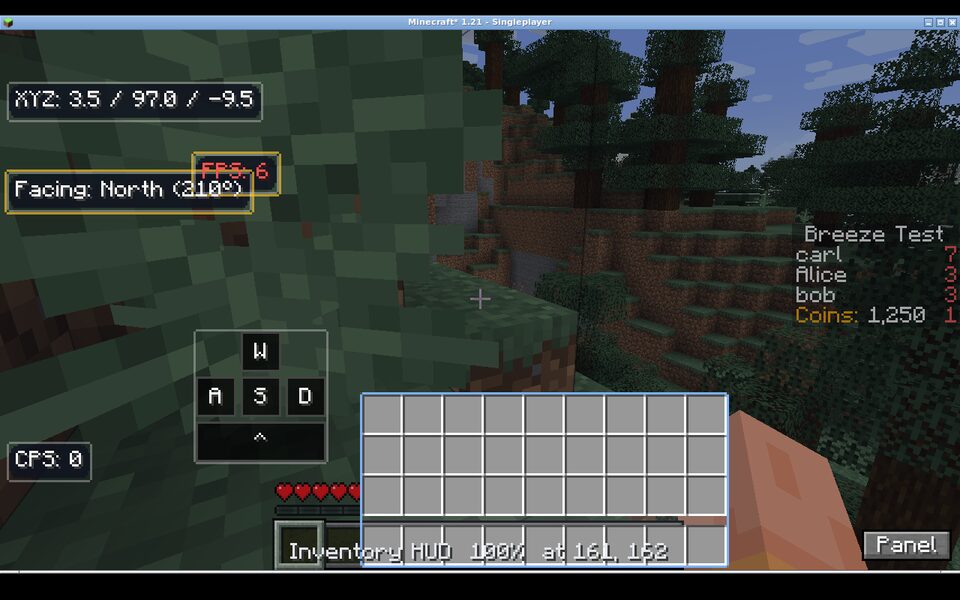 Minecraft* 1.21 - Singleplayer
XYZ: 3.5 / 97.0 / -9.5
FPS: 6
Facing: North (210°)
Breeze Test
carl 7
Alice 3
bob 3
Coins: 1,250 1
W
A S D
^
CPS: 0
Inventory HUD 100% at 161, 162
Panel